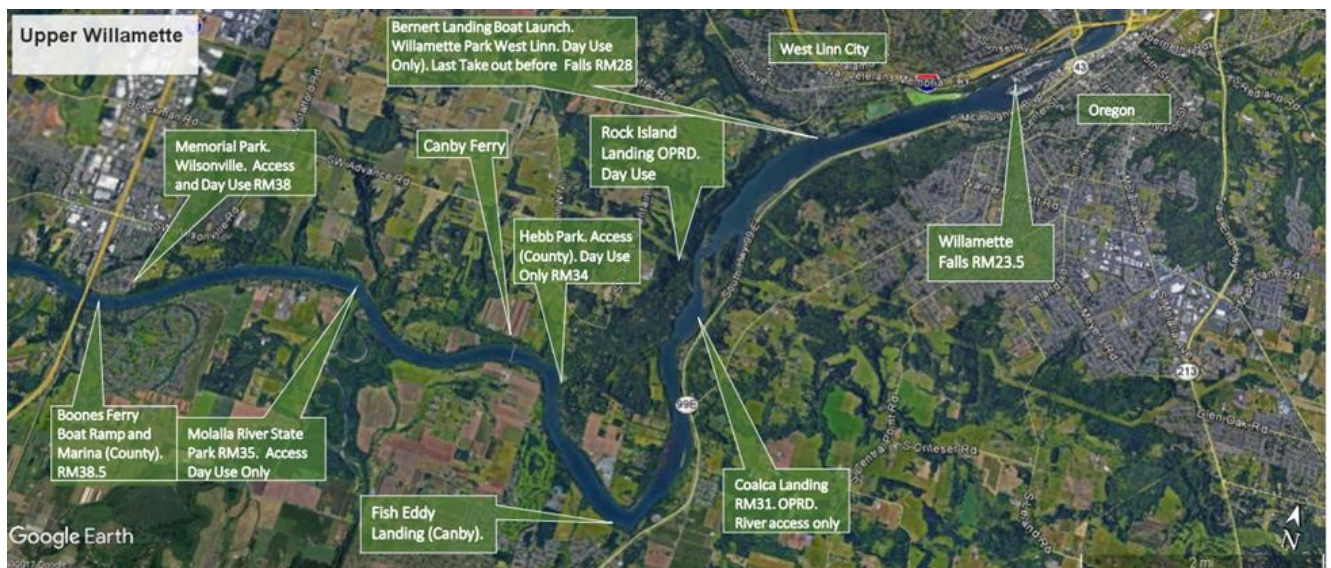 Upper Willamette
Bernert Landing Boat Launch.
Willamette Park West Linn. Day Use
Only). Last Take out before Falls RM28
West Linn City
Oregon
Memorial Park.
Wilsonville. Access
and Day Use RM38
Canby Ferry
Rock Island
Landing OPRD.
Day Use
Hebb Park. Access
(County). Day Use
Only RM34
Willamette
Falls RM23.5
SW Advance Rd
43
99E
213
Boones Ferry
Boat Ramp and
Marina (County).
RM38.5
Molalla River State
Park RM35. Access
Day Use Only
Fish Eddy
Landing (Canby).
Coalca Landing
RM31. OPRD.
River access only
Glen Oak Rd
S Redland Rd
Abernethy Rd
Google Earth
©2017 Google
N
2 mi